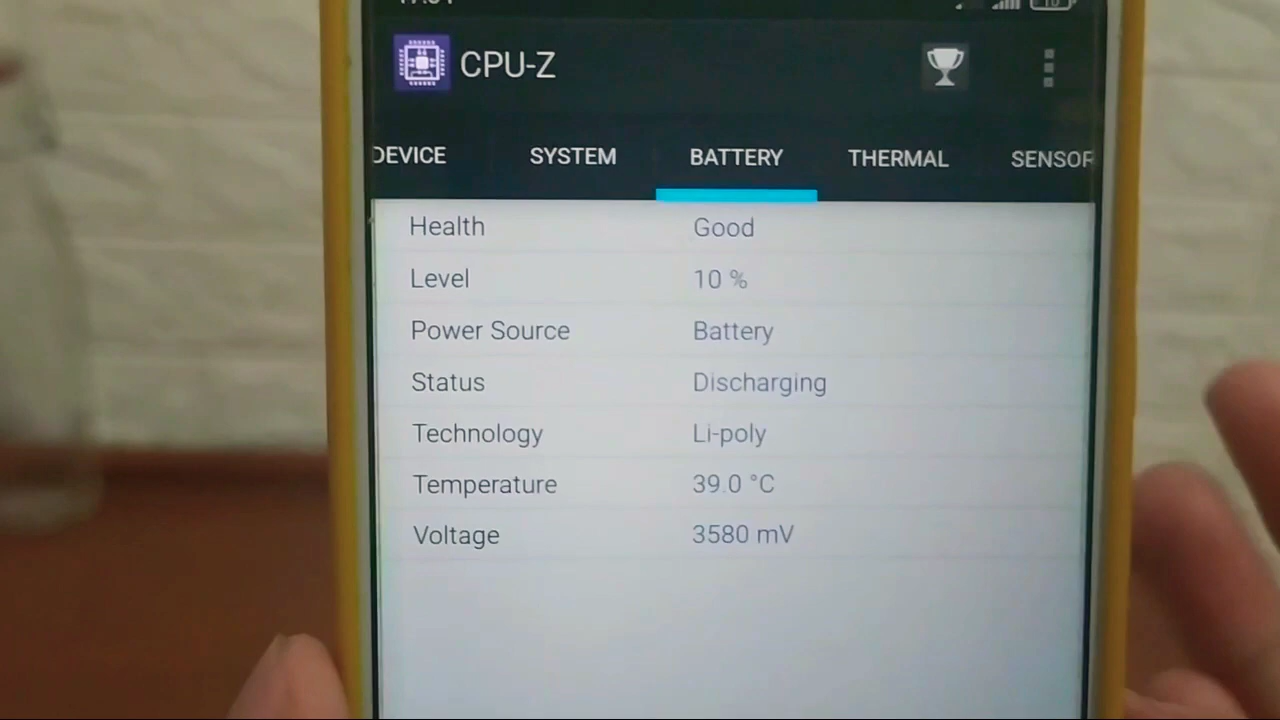 CPU-Z
DEVICE SYSTEM BATTERY THERMAL SENSOR
Health Good
Level 10 %
Power Source Battery
Status Discharging
Technology Li-poly
Temperature 39.0 °C
Voltage 3580 mV